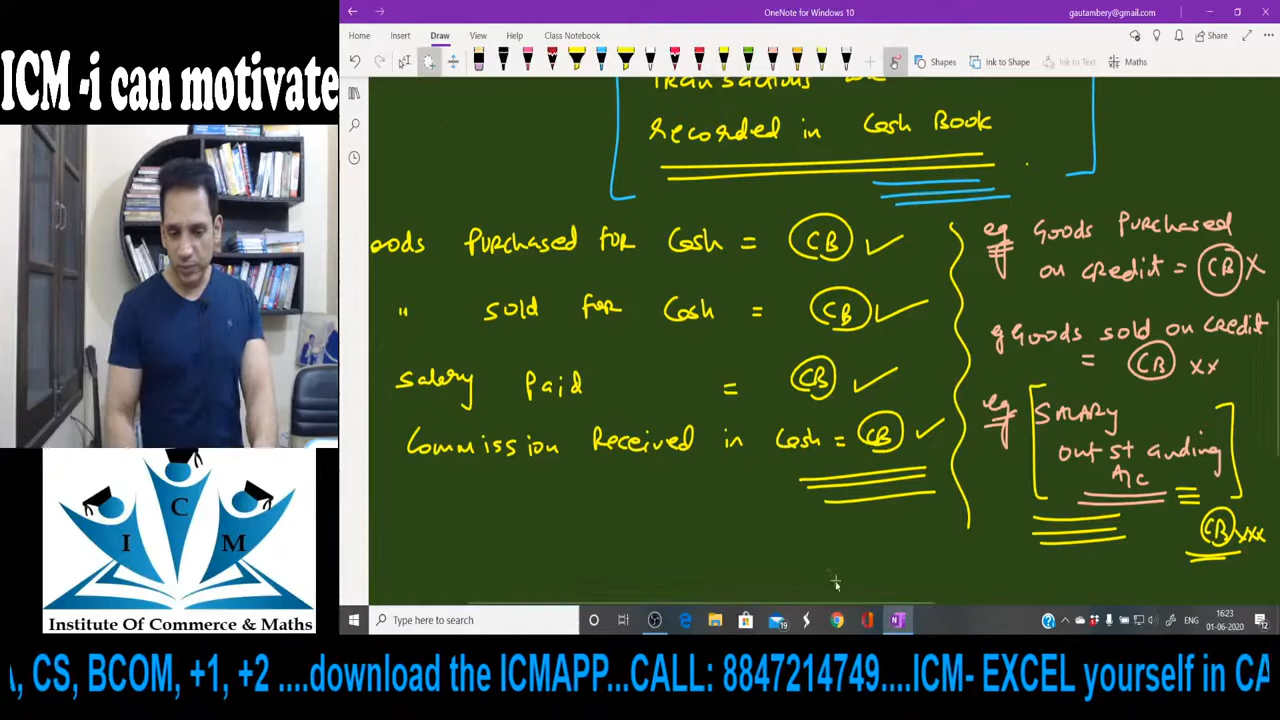 ICM -i can motivate
OneNote for Windows 10
gautambery@gmail.com
Home Insert Draw View Help Class Notebook
Share
Shapes Ink to Shape Ink to Text Maths
Transactions are
recorded in Cash Book
oods Purchased for Cash = CB ✓
" sold for Cash = CB ✓
Salary Paid = CB ✓
Commission Received in Cash = CB ✓
eg Goods Purchased
on credit = CB X
eg Goods sold on credit
= CB xx
eg SALARY
outstanding
A/c
CB xxx
I C M
Institute Of Commerce & Maths
Type here to search
19
ENG
16:23
01-06-2020
12
A, CS, BCOM, +1, +2 ....download the ICMAPP...CALL: 8847214749....ICM- EXCEL yourself in CA